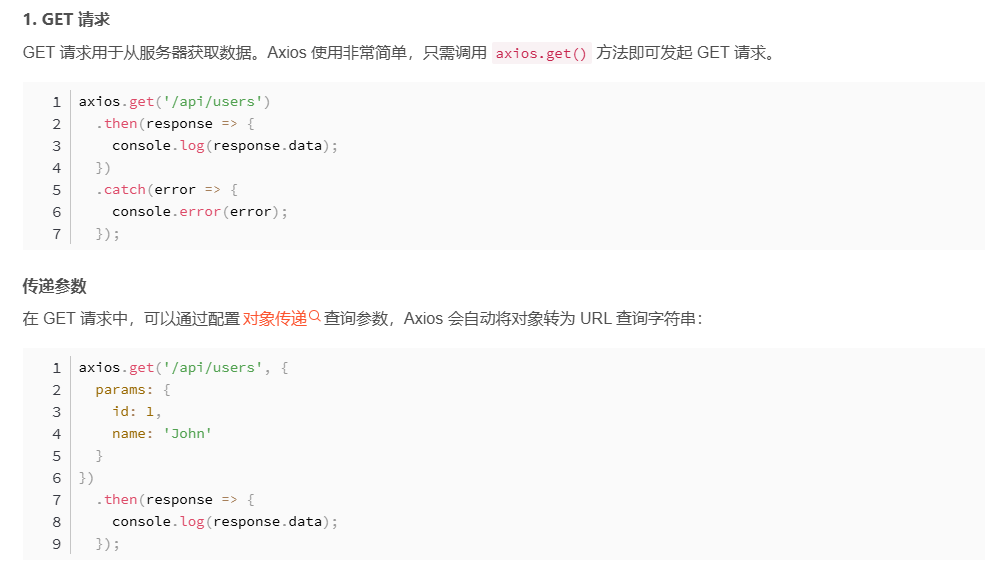 1. GET 请求
GET 请求用于从服务器获取数据。Axios 使用非常简单，只需调用 axios.get() 方法即可发起 GET 请求。
1 axios.get('/api/users')
2   .then(response => {
3     console.log(response.data);
4   })
5   .catch(error => {
6     console.error(error);
7   });
传递参数
在 GET 请求中，可以通过配置对象传递查询参数，Axios 会自动将对象转为 URL 查询字符串：
1 axios.get('/api/users', {
2   params: {
3     id: 1,
4     name: 'John'
5   }
6 })
7   .then(response => {
8     console.log(response.data);
9   });